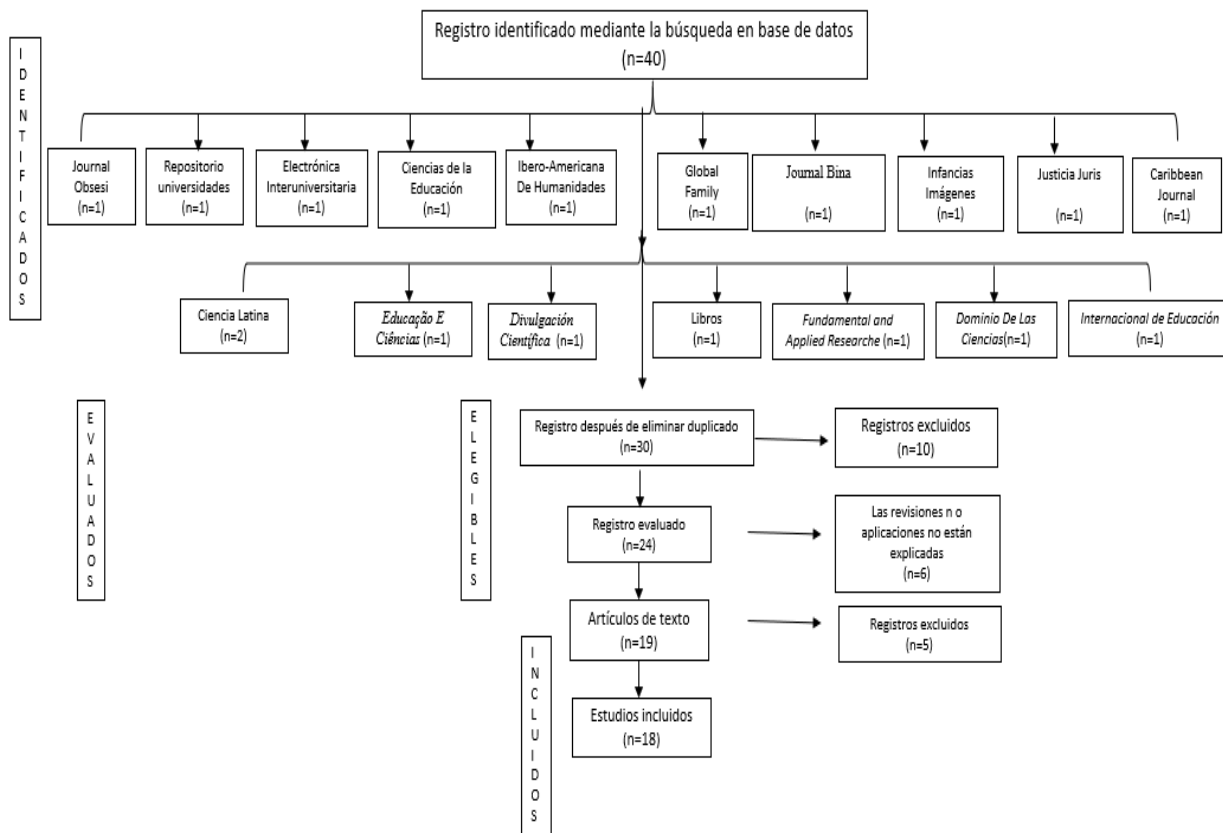 Registro identificado mediante la búsqueda en base de datos
(n=40)
IDENTIFICADOS
Journal
Obsesi
(n=1)
Repositorio
universidades
(n=1)
Electrónica
Interuniversitaria
(n=1)
Ciencias de la
Educación
(n=1)
Ibero-Americana
De Humanidades
(n=1)
Global
Family
(n=1)
Journal Bina
(n=1)
Infancias
Imágenes
(n=1)
Justicia Juris
(n=1)
Caribbean
Journal
(n=1)
Ciencia Latina
(n=2)
Educação E
Ciências (n=1)
Divulgación
Científica (n=1)
Libros
(n=1)
Fundamental and
Applied Researche (n=1)
Dominio De Las
Ciencias(n=1)
Internacional de Educación
(n=1)
EVALUADOS
ELEGIBLES
Registro después de eliminar duplicado
(n=30)
Registros excluidos
(n=10)
Registro evaluado
(n=24)
Las revisiones n o
aplicaciones no están
explicadas
(n=6)
Artículos de texto
(n=19)
Registros excluidos
(n=5)
INCLUIDOS
Estudios incluidos
(n=18)